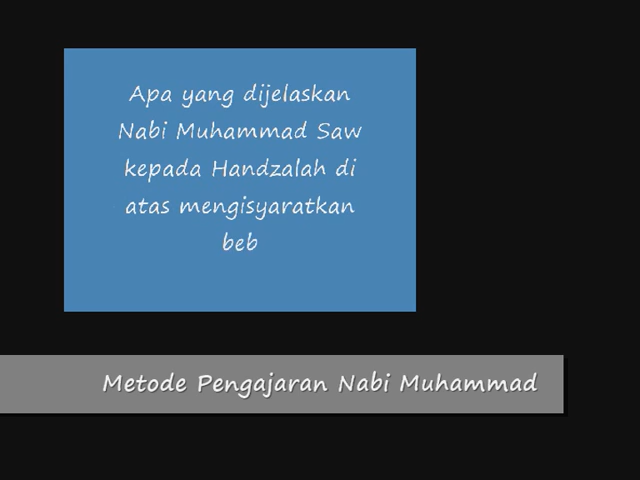 Apa yang dijelaskan
Nabi Muhammad Saw
kepada Handzalah di
atas mengisyaratkan
beb
Metode Pengajaran Nabi Muhammad